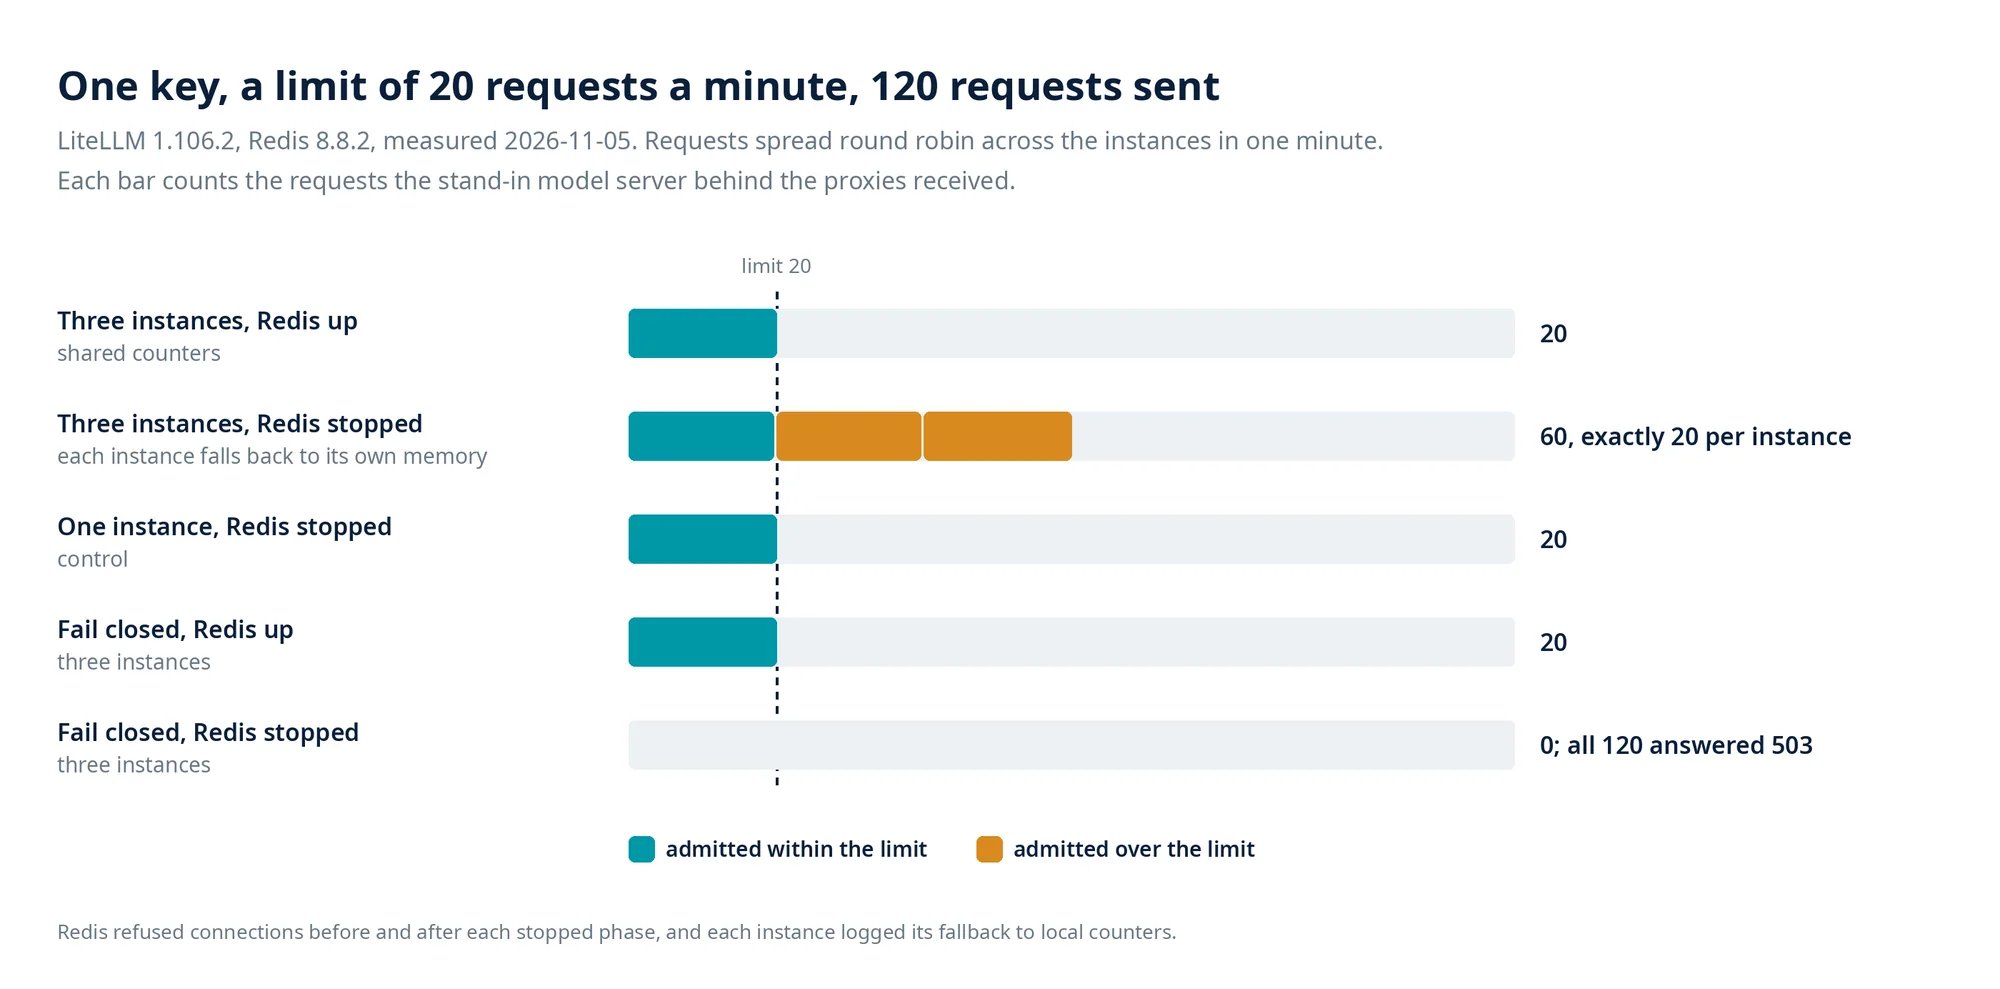 One key, a limit of 20 requests a minute, 120 requests sent
LiteLLM 1.106.2, Redis 8.8.2, measured 2026-11-05. Requests spread round robin across the instances in one minute.
Each bar counts the requests the stand-in model server behind the proxies received.
limit 20
Three instances, Redis up
shared counters
20
Three instances, Redis stopped
each instance falls back to its own memory
60, exactly 20 per instance
One instance, Redis stopped
control
20
Fail closed, Redis up
three instances
20
Fail closed, Redis stopped
three instances
0; all 120 answered 503
admitted within the limit
admitted over the limit
Redis refused connections before and after each stopped phase, and each instance logged its fallback to local counters.